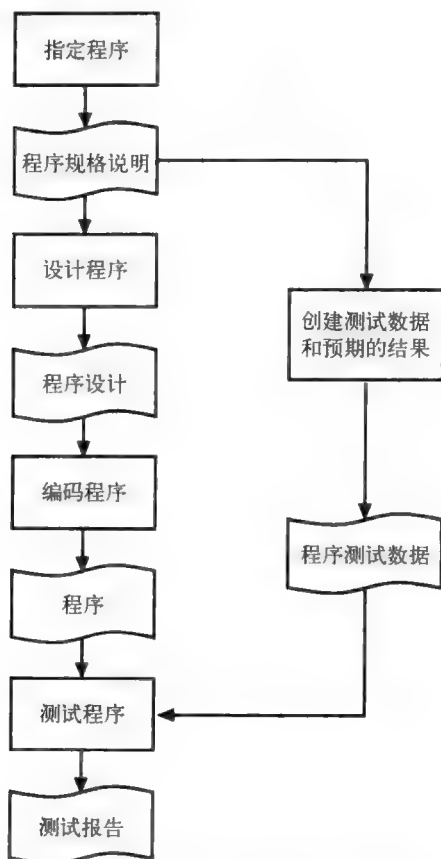 指定程序
程序规格说明
设计程序
创建测试数据
和预期的结果
程序设计
编码程序
程序测试数据
程序
测试程序
测试报告